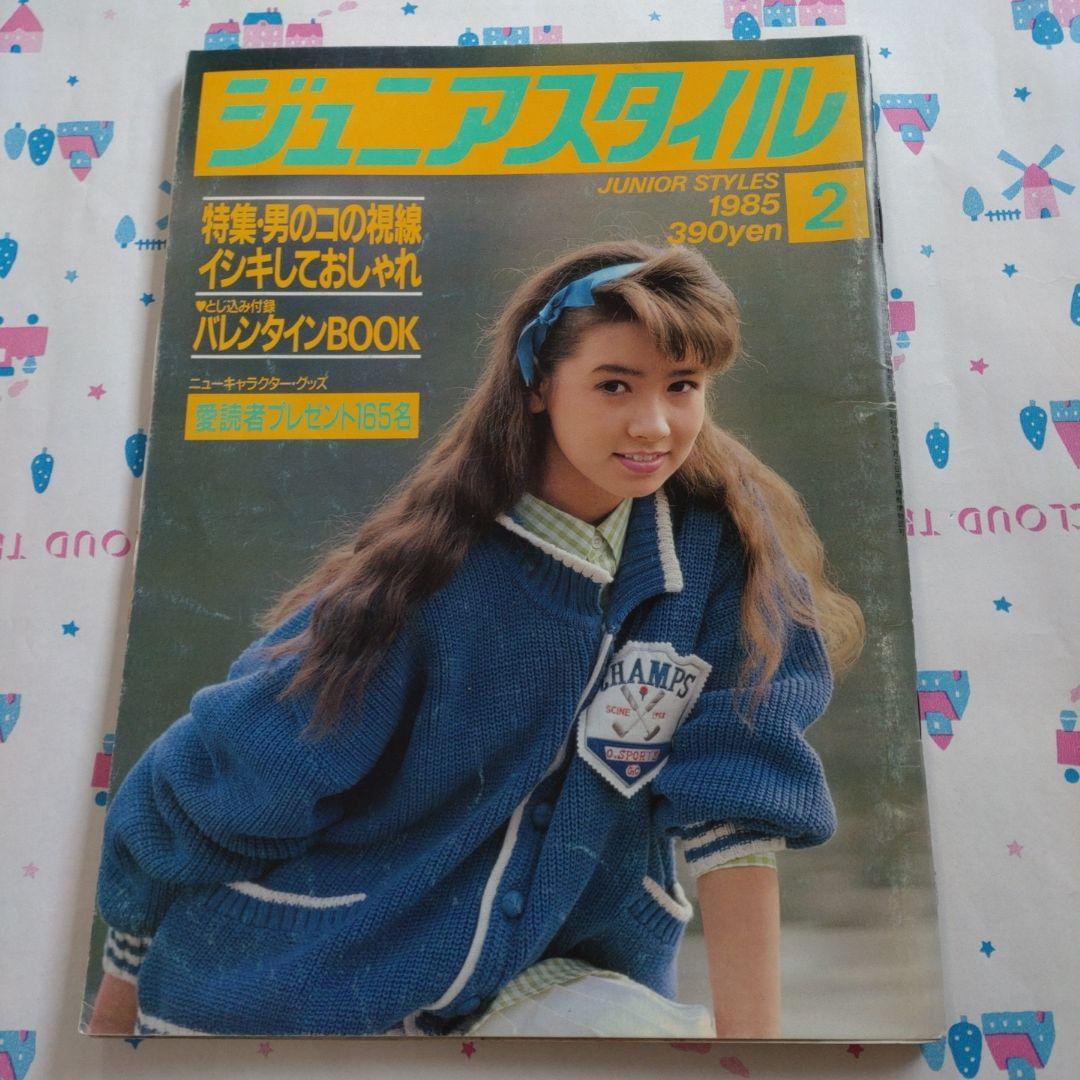 ジュニアスタイル
JUNIOR STYLES
1985
2
390yen
特集・男のコの視線
イシキしておしゃれ
♥とじ込み付録
バレンタインBOOK
ニューキャラクター・グッズ
愛読者プレゼント165名
CHAMPS
SCINE
O.SPORTS
CLOUD